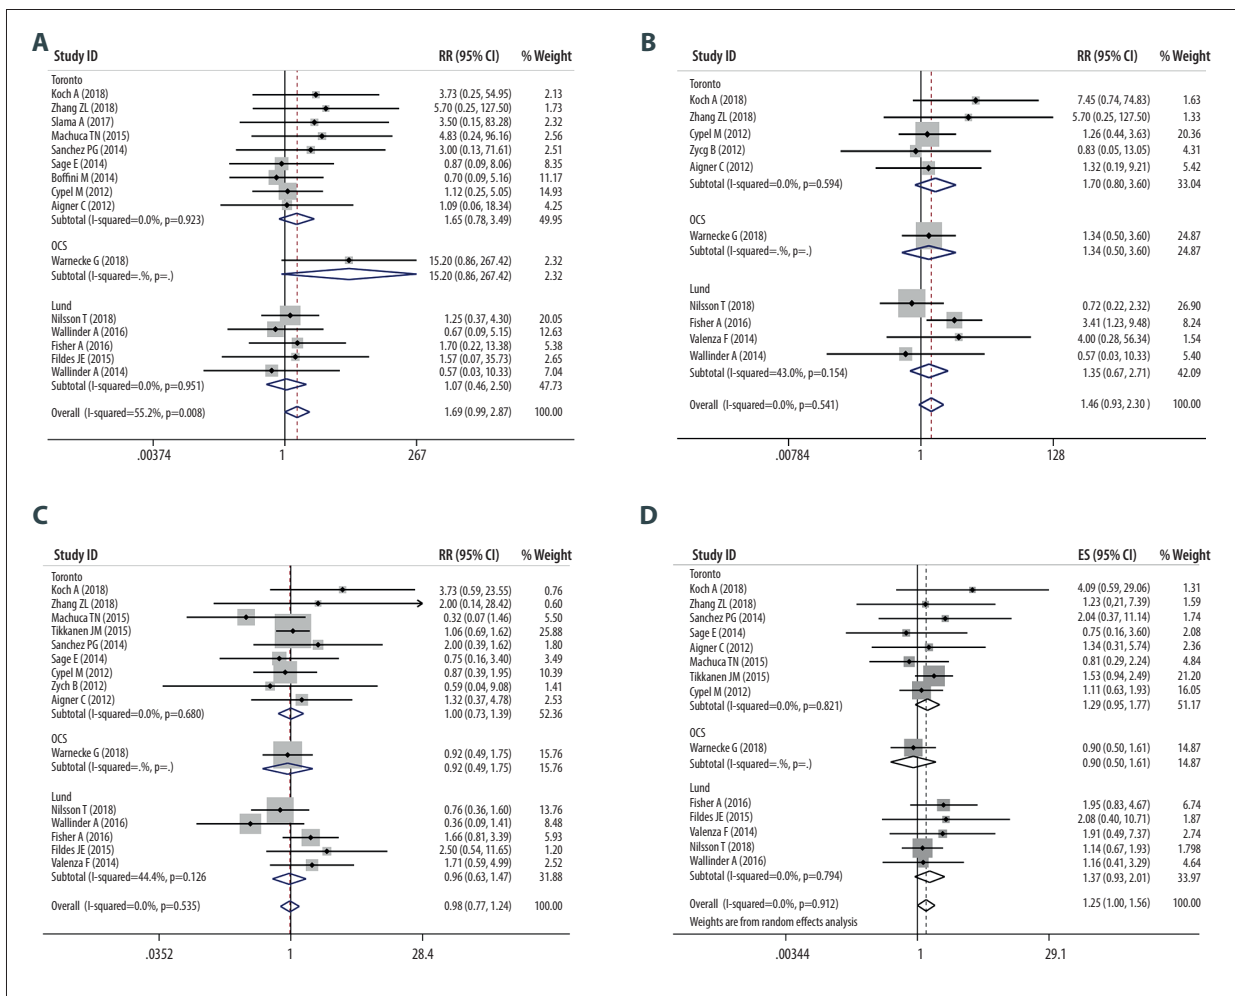 A
Study ID RR (95% CI) % Weight
Toronto
Koch A (2018) 3.73 (0.25, 54.95) 2.13
Zhang ZL (2018) 5.70 (0.25, 127.50) 1.73
Slama A (2017) 3.50 (0.15, 83.28) 2.32
Machuca TN (2015) 4.83 (0.24, 96.16) 2.56
Sanchez PG (2014) 3.00 (0.13, 71.61) 2.51
Sage E (2014) 0.87 (0.09, 8.06) 8.35
Boffini M (2014) 0.70 (0.09, 5.16) 11.17
Cypel M (2012) 1.12 (0.25, 5.05) 14.93
Aigner C (2012) 1.09 (0.06, 18.34) 4.25
Subtotal (I-squared=0.0%, p=0.923) 1.65 (0.78, 3.49) 49.95
OCS
Warnecke G (2018) 15.20 (0.86, 267.42) 2.32
Subtotal (I-squared=.%, p=.) 15.20 (0.86, 267.42) 2.32
Lund
Nilsson T (2018) 1.25 (0.37, 4.30) 20.05
Wallinder A (2016) 0.67 (0.09, 5.15) 12.63
Fisher A (2016) 1.70 (0.22, 13.38) 5.38
Fildes JE (2015) 1.57 (0.07, 35.73) 2.65
Wallinder A (2014) 0.57 (0.03, 10.33) 7.04
Subtotal (I-squared=0.0%, p=0.951) 1.07 (0.46, 2.50) 47.73
Overall (I-squared=55.2%, p=0.008) 1.69 (0.99, 2.87) 100.00
.00374 1 267
B
Study ID RR (95% CI) % Weight
Toronto
Koch A (2018) 7.45 (0.74, 74.83) 1.63
Zhang ZL (2018) 5.70 (0.25, 127.50) 1.33
Cypel M (2012) 1.26 (0.44, 3.63) 20.36
Zycg B (2012) 0.83 (0.05, 13.05) 4.31
Aigner C (2012) 1.32 (0.19, 9.21) 5.42
Subtotal (I-squared=0.0%, p=0.594) 1.70 (0.80, 3.60) 33.04
OCS
Warnecke G (2018) 1.34 (0.50, 3.60) 24.87
Subtotal (I-squared=.%, p=.) 1.34 (0.50, 3.60) 24.87
Lund
Nilsson T (2018) 0.72 (0.22, 2.32) 26.90
Fisher A (2016) 3.41 (1.23, 9.48) 8.24
Valenza F (2014) 4.00 (0.28, 56.34) 1.54
Wallinder A (2014) 0.57 (0.03, 10.33) 5.40
Subtotal (I-squared=43.0%, p=0.154) 1.35 (0.67, 2.71) 42.09
Overall (I-squared=0.0%, p=0.541) 1.46 (0.93, 2.30 ) 100.00
.00784 1 128
C
Study ID RR (95% CI) % Weight
Toronto
Koch A (2018) 3.73 (0.59, 23.55) 0.76
Zhang ZL (2018) 2.00 (0.14, 28.42) 0.60
Machuca TN (2015) 0.32 (0.07 (1.46) 5.50
Tikkanen JM (2015) 1.06 (0.69, 1.62) 25.88
Sanchez PG (2014) 2.00 (0.39, 1.62) 1.80
Sage E (2014) 0.75 (0.16, 3.40) 3.49
Cypel M (2012) 0.87 (0.39, 1.95) 10.39
Zych B (2012) 0.59 (0.04, 9.08) 1.41
Aigner C (2012) 1.32 (0.37, 4.78) 2.53
Subtotal (I-squared=0.0%, p=0.680) 1.00 (0.73, 1.39) 52.36
OCS
Warnecke G (2018) 0.92 (0.49, 1.75) 15.76
Subtotal (I-squared=.%, p=.) 0.92 (0.49, 1.75) 15.76
Lund
Nilsson T (2018) 0.76 (0.36, 1.60) 13.76
Wallinder A (2016) 0.36 (0.09, 1.41) 8.48
Fisher A (2016) 1.66 (0.81, 3.39) 5.93
Fildes JE (2015) 2.50 (0.54, 11.65) 1.20
Valenza F (2014) 1.71 (0.59, 4.99) 2.52
Subtotal (I-squared=44.4%, p=0.126 0.96 (0.63, 1.47) 31.88
Overall (I-squared=0.0%, p=0.535) 0.98 (0.77, 1.24) 100.00
.0352 1 28.4
D
Study ID ES (95% CI) % Weight
Toronto
Koch A (2018) 4.09 (0.59, 29.06) 1.31
Zhang ZL (2018) 1.23 (0,21, 7.39) 1.59
Sanchez PG (2014) 2.04 (0.37, 11.14) 1.74
Sage E (2014) 0.75 (0.16, 3.60) 2.08
Aigner C (2012) 1.34 (0.31, 5.74) 2.36
Machuca TN (2015) 0.81 (0.29, 2.24) 4.84
Tikkanen JM (2015) 1.53 (0.94, 2.49) 21.20
Cypel M (2012) 1.11 (0.63, 1.93) 16.05
Subtotal (I-squared=0.0%, p=0.821) 1.29 (0.95, 1.77) 51.17
OCS
Warnecke G (2018) 0.90 (0.50, 1.61) 14.87
Subtotal (I-squared=.%, p=.) 0.90 (0.50, 1.61) 14.87
Lund
Fisher A (2016) 1.95 (0.83, 4.67) 6.74
Fildes JE (2015) 2.08 (0.40, 10.71) 1.87
Valenza F (2014) 1.91 (0.49, 7.37) 2.74
Nilsson T (2018) 1.14 (0.67, 1.93) 1.798
Wallinder A (2016) 1.16 (0.41, 3.29) 4.64
Subtotal (I-squared=0.0%, p=0.794) 1.37 (0.93, 2.01) 33.97
Overall (I-squared=0.0%, p=0.912) 1.25 (1.00, 1.56) 100.00
Weights are from random effects analysis
.00344 1 29.1